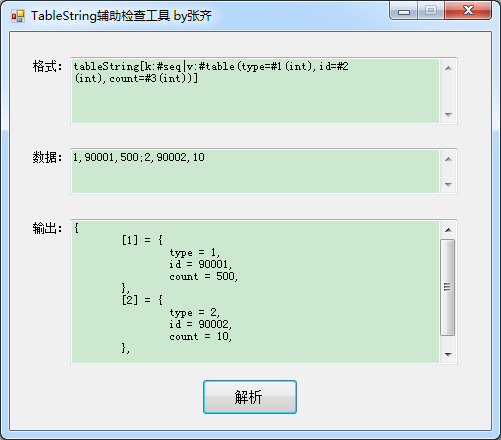 TableString辅助检查工具 by张齐
格式：
tableString[k:#seq|v:#table(type=#1(int),id=#2
(int),count=#3(int))]
数据：
1,90001,500;2,90002,10
输出：
{
[1] = {
type = 1,
id = 90001,
count = 500,
},
[2] = {
type = 2,
id = 90002,
count = 10,
},
解析